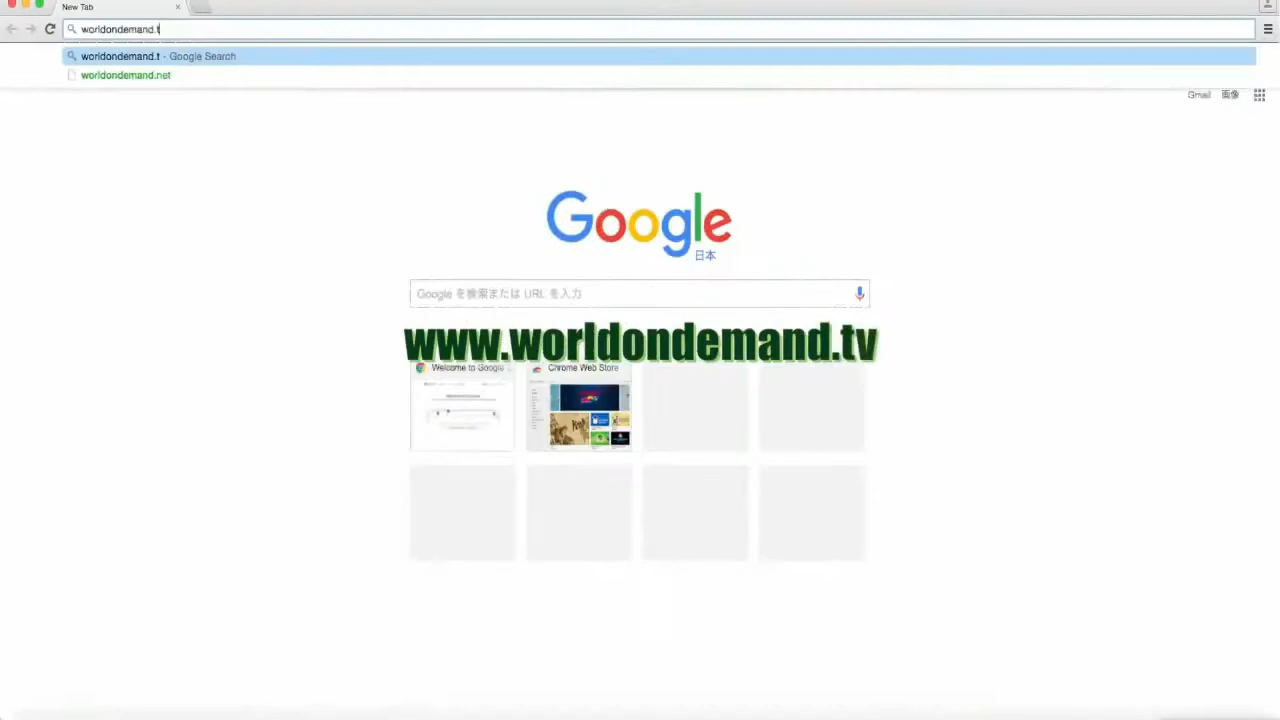 New Tab
worldondemand.t
worldondemand.t - Google Search
worldondemand.net
Gmail 画像
Google
日本
Google を検索または URL を入力
www.worldondemand.tv
Welcome to Google
Chrome Web Store